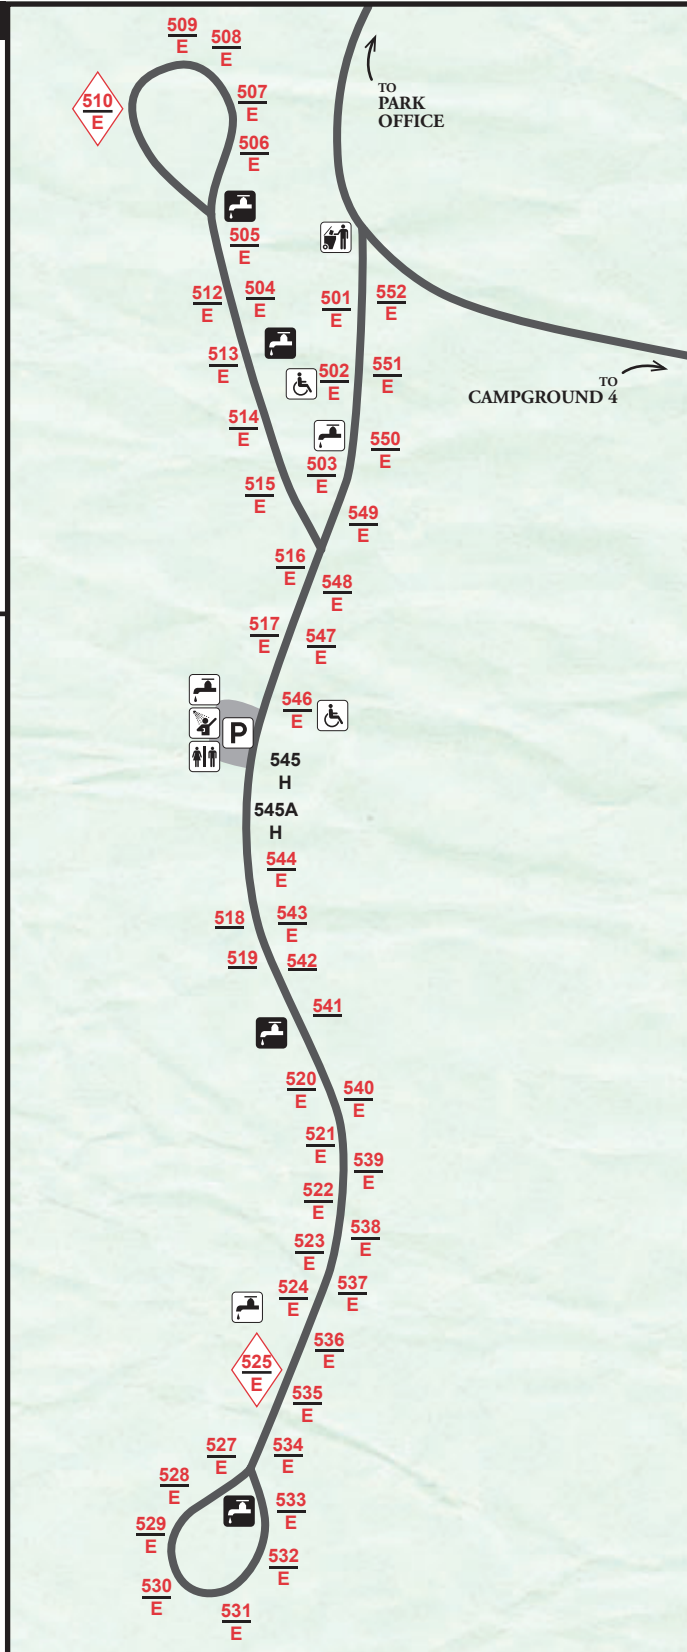 509
E
508
E
507
E
510
E
506
E
TO
PARK
OFFICE
505
E
512
E
504
E
501
E
552
E
513
E
502
E
551
E
TO
CAMPGROUND 4
514
E
550
E
503
E
515
E
549
E
516
E
548
E
517
E
547
E
546
E
P
545
H
545A
H
544
E
518
543
E
519
542
541
520
E
540
E
521
E
539
E
522
E
538
E
523
E
537
E
524
E
536
E
525
E
535
E
527
E
534
E
528
E
533
E
529
E
532
E
530
E
531
E